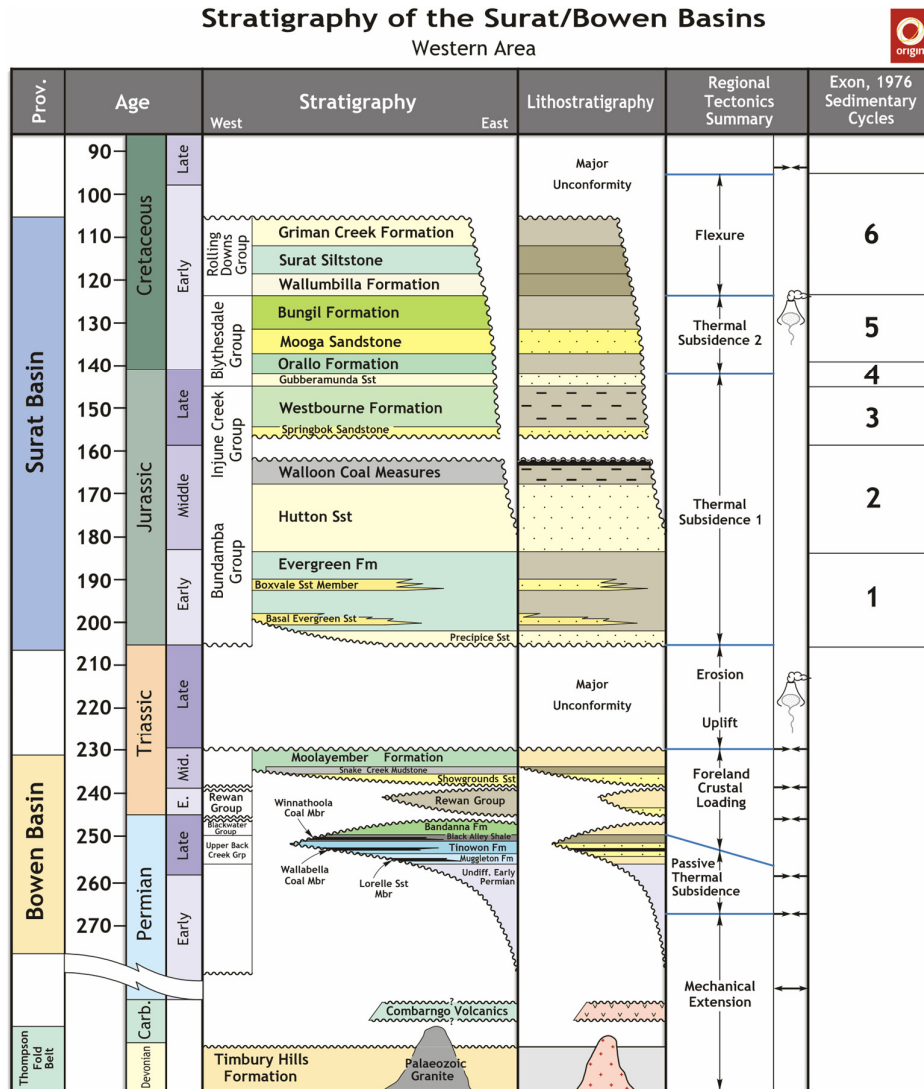 Stratigraphy of the Surat/Bowen Basins
Western Area
origin
Prov.
Age
Stratigraphy
West
East
Lithostratigraphy
Regional
Tectonics
Summary
Exon, 1976
Sedimentary
Cycles
90
100
110
120
130
140
150
160
170
180
190
200
210
220
230
240
250
260
270
Surat Basin
Bowen Basin
Thompson
Fold
Belt
Cretaceous
Jurassic
Triassic
Permian
Carb.
Devonian
Late
Early
Late
Middle
Early
Late
Mid.
E.
Late
Early
Rolling
Downs
Group
Blythesdale
Group
Injune Creek
Group
Bundamba
Group
Rewan
Group
Blackwater
Group
Upper Back
Creek Grp
Griman Creek Formation
Surat Siltstone
Wallumbilla Formation
Bungil Formation
Mooga Sandstone
Orallo Formation
Gubberamunda Sst
Westbourne Formation
Springbok Sandstone
Walloon Coal Measures
Hutton Sst
Evergreen Fm
Boxvale Sst Member
Basal Evergreen Sst
Precipice Sst
Moolayember Formation
Snake Creek Mudstone
Showgrounds Sst
Rewan Group
Winnathoola
Coal Mbr
Bandanna Fm
Black Alley Shale
Tinowon Fm
Muggleton Fm
Wallabella
Coal Mbr
Lorelle Sst
Mbr
Undiff. Early
Permian
?
Combarngo Volcanics
?
Timbury Hills
Formation
Palaeozoic
Granite
Major
Unconformity
Major
Unconformity
Flexure
Thermal
Subsidence 2
Thermal
Subsidence 1
Erosion
Uplift
Foreland
Crustal
Loading
Passive
Thermal
Subsidence
Mechanical
Extension
6
5
4
3
2
1